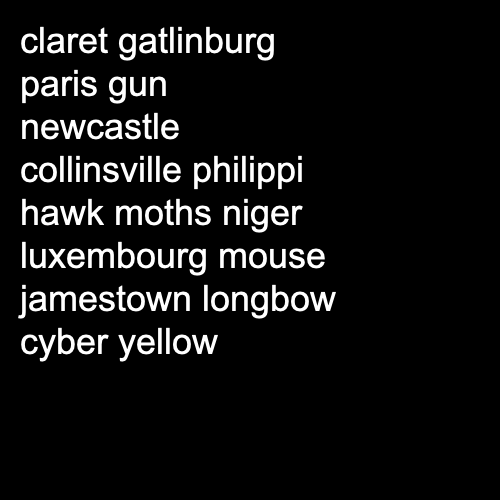 claret gatlinburg
paris gun
newcastle
collinsville philippi
hawk moths niger
luxembourg mouse
jamestown longbow
cyber yellow